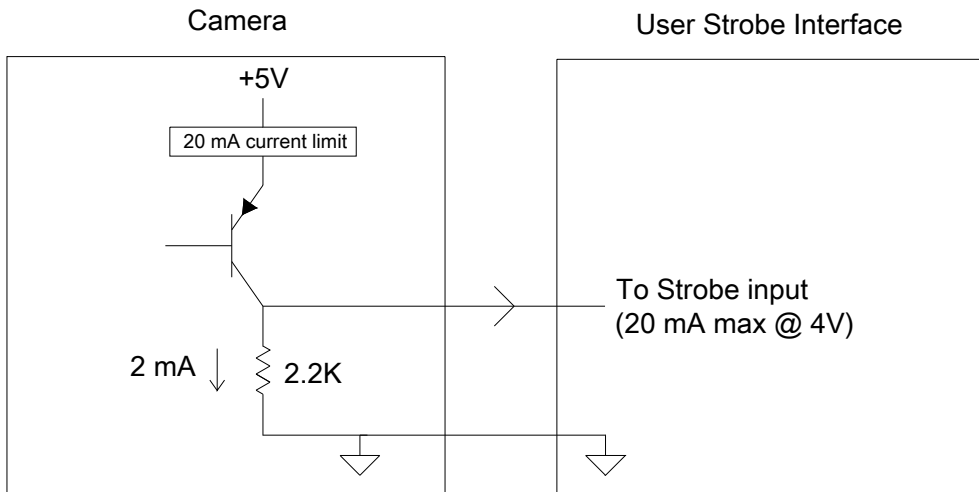 Camera
User Strobe Interface
+5V
20 mA current limit
To Strobe input
(20 mA max @ 4V)
2 mA
2.2K